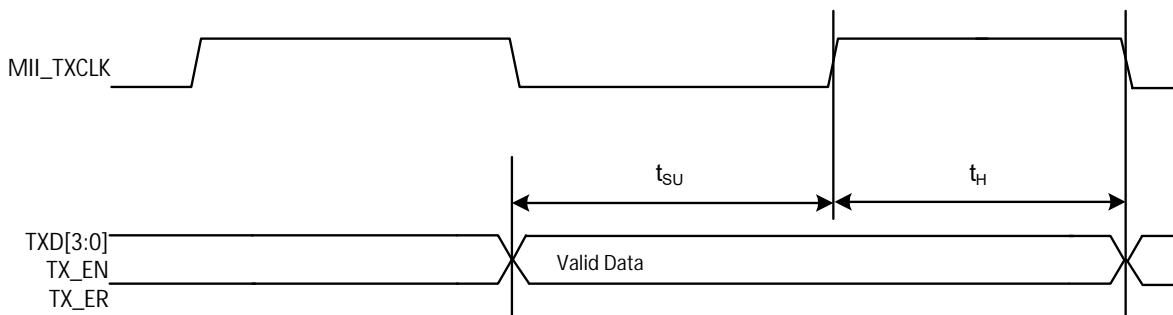 MII_TXCLK
tSU
tH
TXD[3:0]
TX_EN
Valid Data
TX_ER